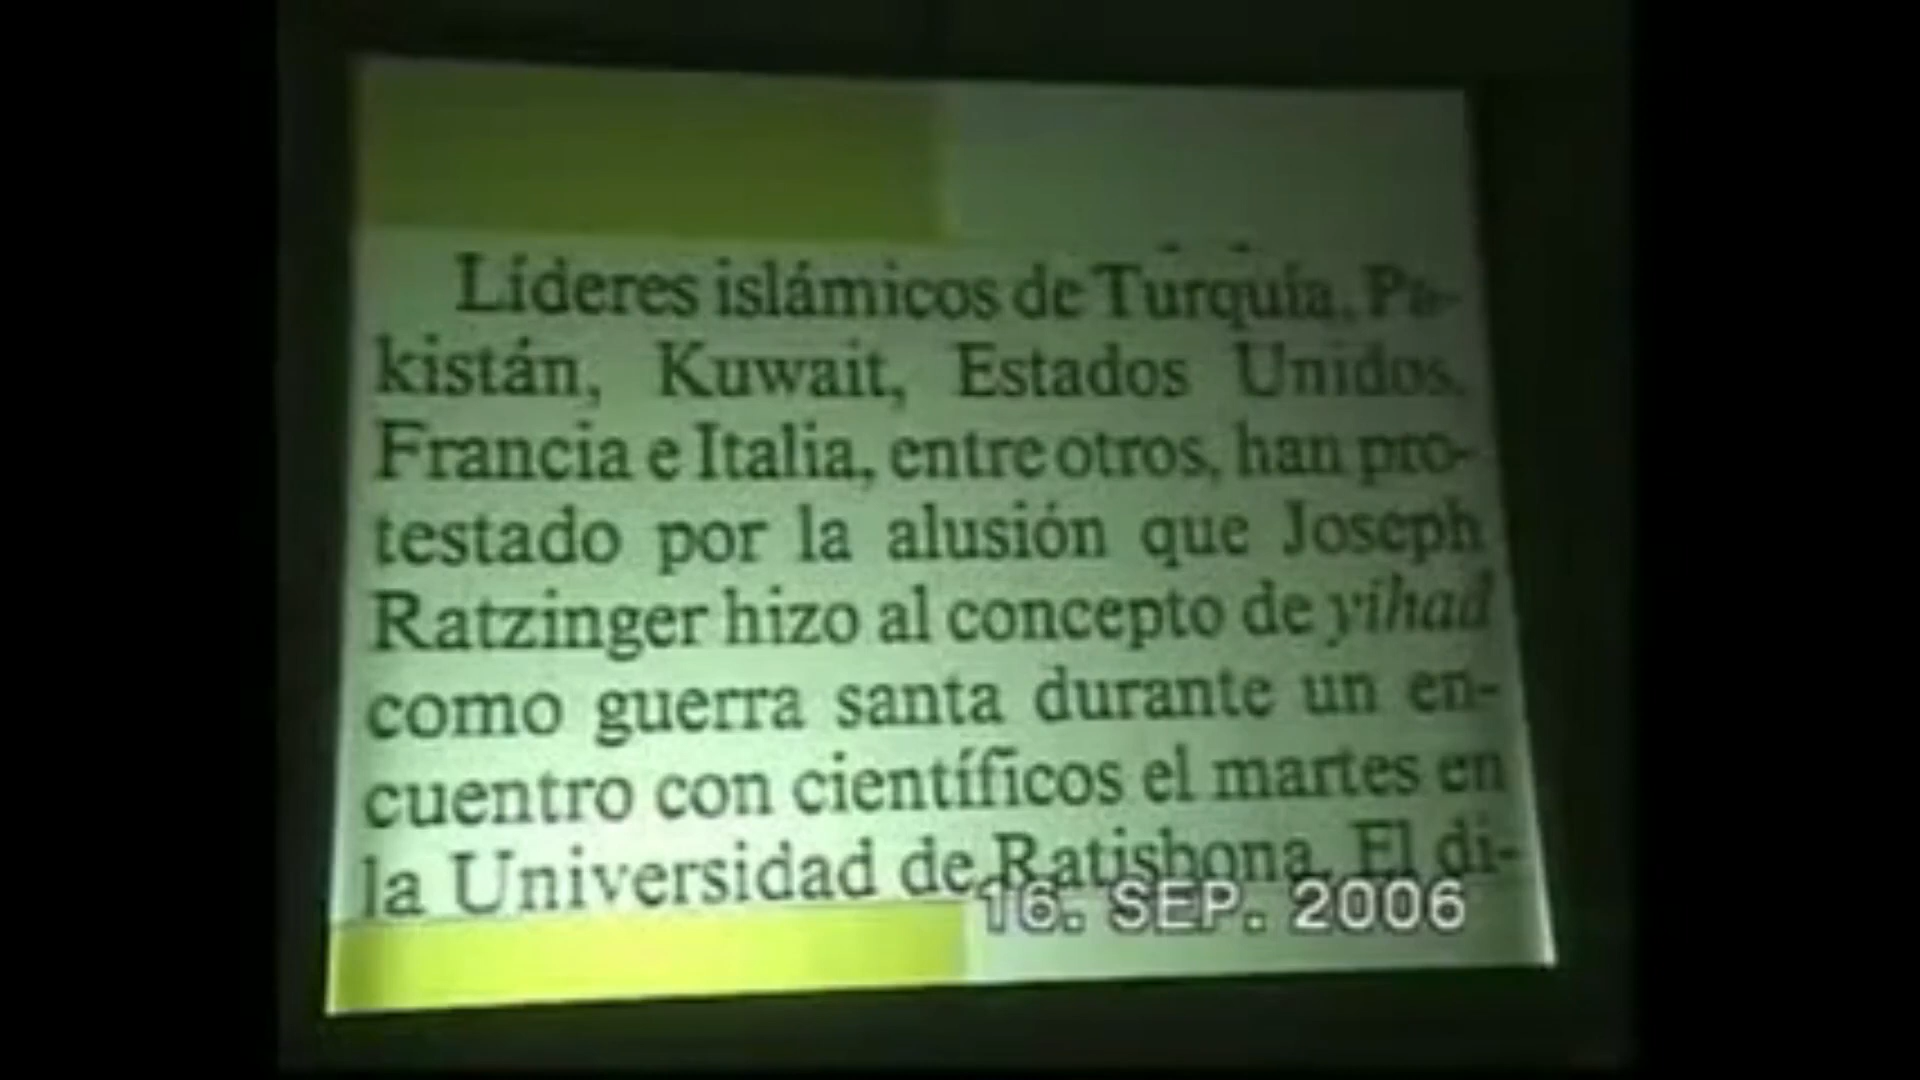 Líderes islámicos de Turquía, Pa-
kistán, Kuwait, Estados Unidos,
Francia e Italia, entre otros, han pro-
testado por la alusión que Joseph
Ratzinger hizo al concepto de yihad
como guerra santa durante un en-
cuentro con científicos el martes en
la Universidad de Ratisbona. El di-
16. SEP. 2006